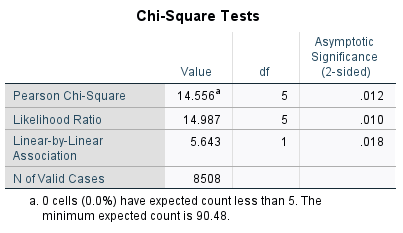 Chi-Square Tests
Asymptotic
Significance
Value df (2-sided)
Pearson Chi-Square 14.556a 5 .012
Likelihood Ratio 14.987 5 .010
Linear-by-Linear 5.643 1 .018
Association
N of Valid Cases 8508
a. 0 cells (0.0%) have expected count less than 5. The
minimum expected count is 90.48.